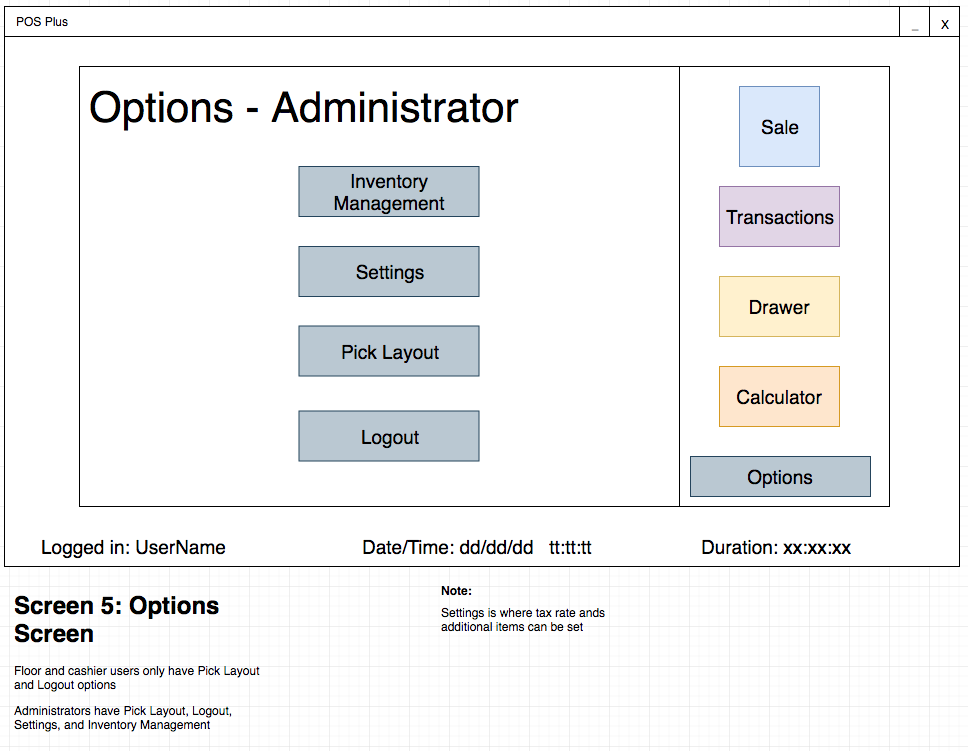 POS Plus
_ X
Options - Administrator
Inventory
Management
Settings
Pick Layout
Logout
Sale
Transactions
Drawer
Calculator
Options
Logged in: UserName
Date/Time: dd/dd/dd tt:tt:tt
Duration: xx:xx:xx
Screen 5: Options
Screen
Floor and cashier users only have Pick Layout
and Logout options
Administrators have Pick Layout, Logout,
Settings, and Inventory Management
Note:
Settings is where tax rate ands
additional items can be set